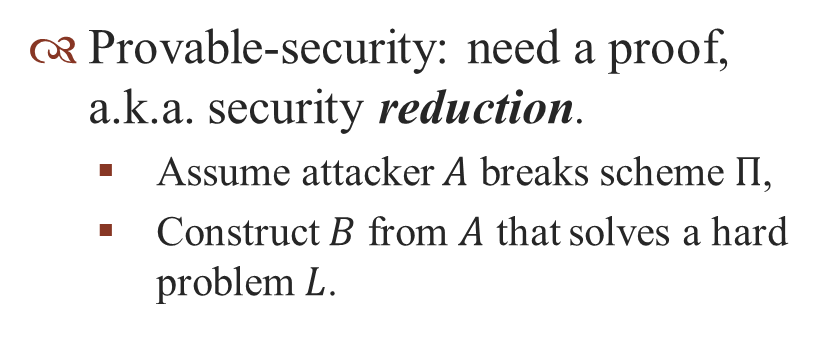 Provable-security: need a proof,
a.k.a. security reduction.
Assume attacker A breaks scheme Π,
Construct B from A that solves a hard
problem L.